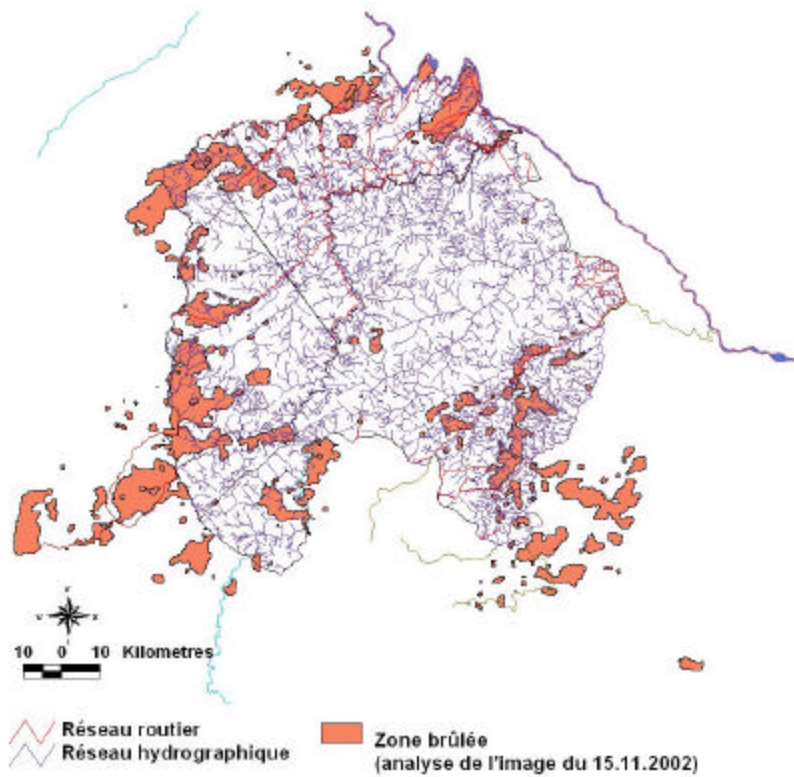 10 0 10 Kilometres
Réseau routier
Réseau hydrographique
Zone brûlée
(analyse de l'image du 15.11.2002)